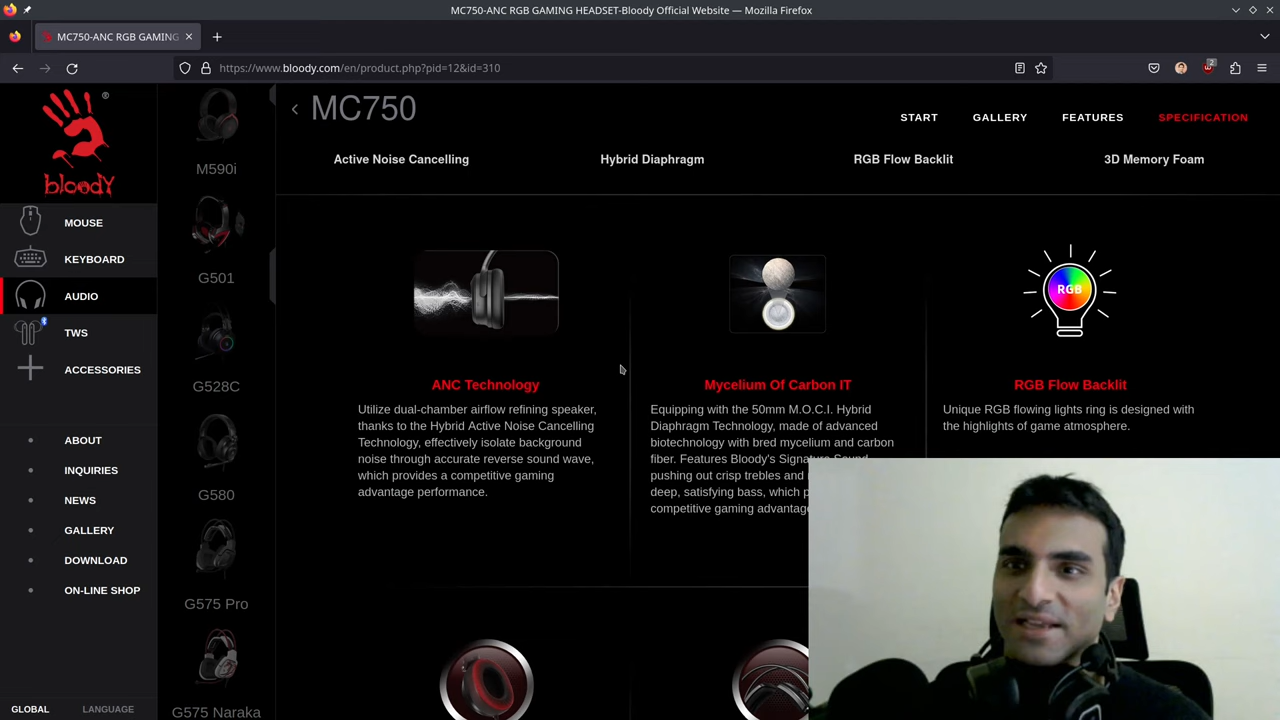 MC750-ANC RGB GAMING HEADSET-Bloody Official Website — Mozilla Firefox
MC750-ANC RGB GAMING
https://www.bloody.com/en/product.php?pid=12&id=310
2
®
bloody
MOUSE
KEYBOARD
AUDIO
TWS
ACCESSORIES
ABOUT
INQUIRIES
NEWS
GALLERY
DOWNLOAD
ON-LINE SHOP
GLOBAL LANGUAGE
M590i
G501
G528C
G580
G575 Pro
G575 Naraka
MC750
START GALLERY FEATURES SPECIFICATION
Active Noise Cancelling Hybrid Diaphragm RGB Flow Backlit 3D Memory Foam
ANC Technology
Utilize dual-chamber airflow refining speaker,
thanks to the Hybrid Active Noise Cancelling
Technology, effectively isolate background
noise through accurate reverse sound wave,
which provides a competitive gaming
advantage performance.
Mycelium Of Carbon IT
Equipping with the 50mm M.O.C.I. Hybrid
Diaphragm Technology, made of advanced
biotechnology with bred mycelium and carbon
fiber. Features Bloody's Signature Sound
pushing out crisp trebles and
deep, satisfying bass, which
competitive gaming advantage
RGB
RGB Flow Backlit
Unique RGB flowing lights ring is designed with
the highlights of game atmosphere.